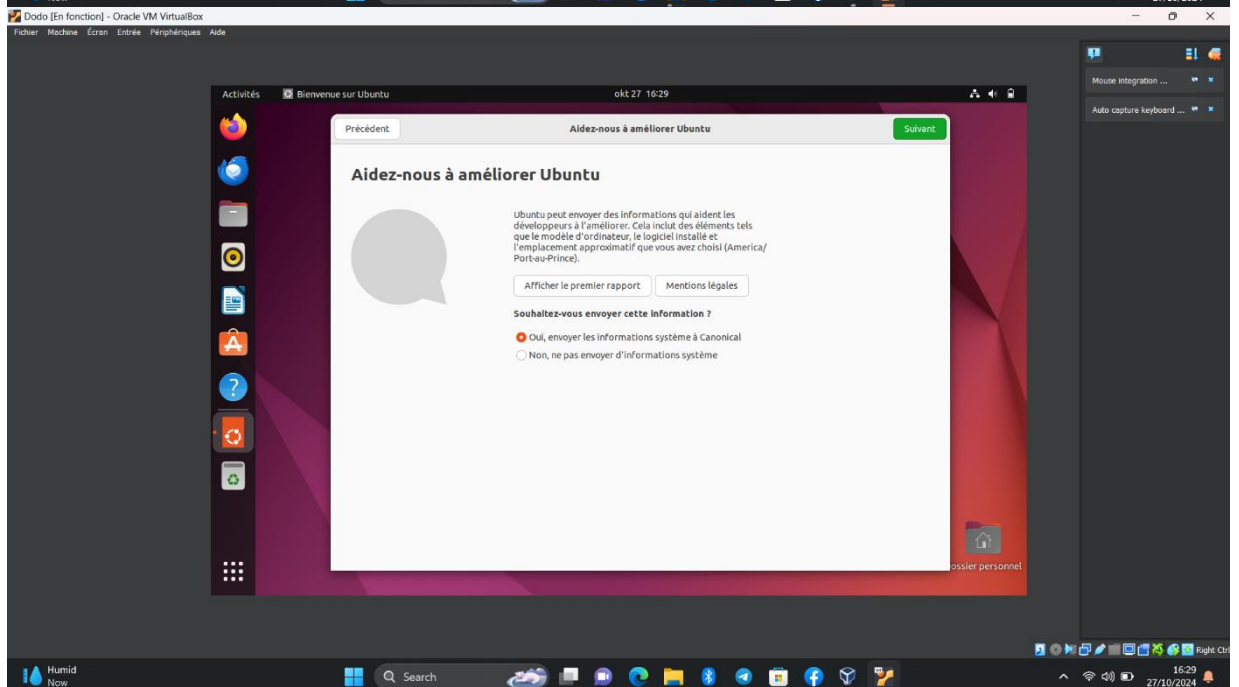 Dodo [En fonction] - Oracle VM VirtualBox
Fichier Machine Écran Entrée Périphériques Aide
Mouse integration ...
Auto capture keyboard ...
Activités Bienvenue sur Ubuntu okt 27 16:29
Précédent Aidez-nous à améliorer Ubuntu Suivant
Aidez-nous à améliorer Ubuntu
Ubuntu peut envoyer des informations qui aident les
développeurs à l'améliorer. Cela inclut des éléments tels
que le modèle d'ordinateur, le logiciel installé et
l'emplacement approximatif que vous avez choisi (America/
Port-au-Prince).
Afficher le premier rapport Mentions légales
Souhaitez-vous envoyer cette information ?
Oui, envoyer les informations système à Canonical
Non, ne pas envoyer d'informations système
ossier personnel
Right Ctrl
Humid
Now
Search
16:29
27/10/2024